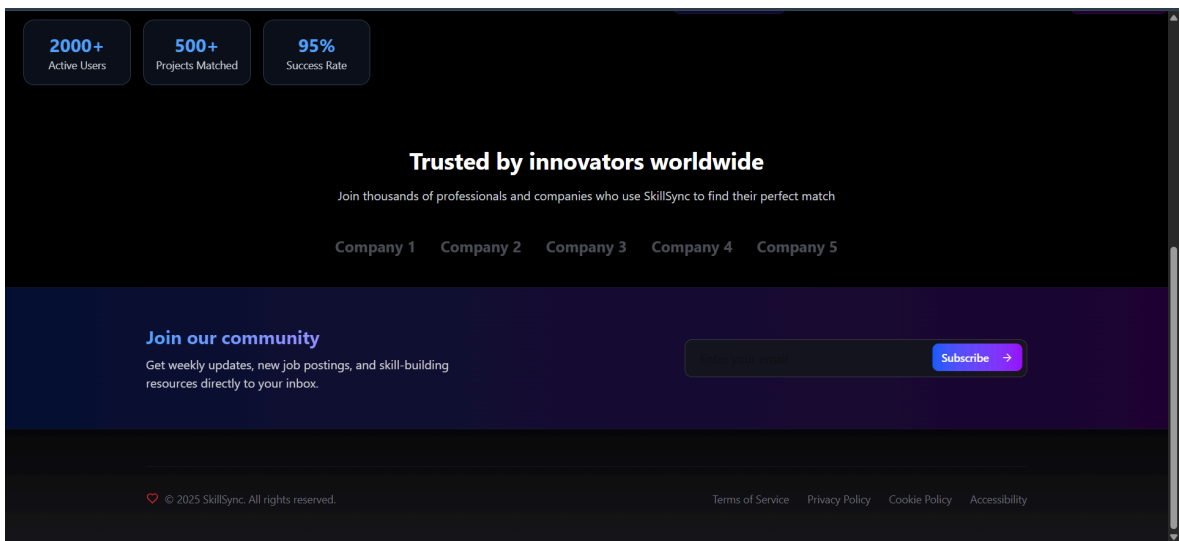 2000+
Active Users
500+
Projects Matched
95%
Success Rate
Trusted by innovators worldwide
Join thousands of professionals and companies who use SkillSync to find their perfect match
Company 1 Company 2 Company 3 Company 4 Company 5
Join our community
Get weekly updates, new job postings, and skill-building
resources directly to your inbox.
Enter your email
Subscribe →
© 2025 SkillSync. All rights reserved.
Terms of Service Privacy Policy Cookie Policy Accessibility